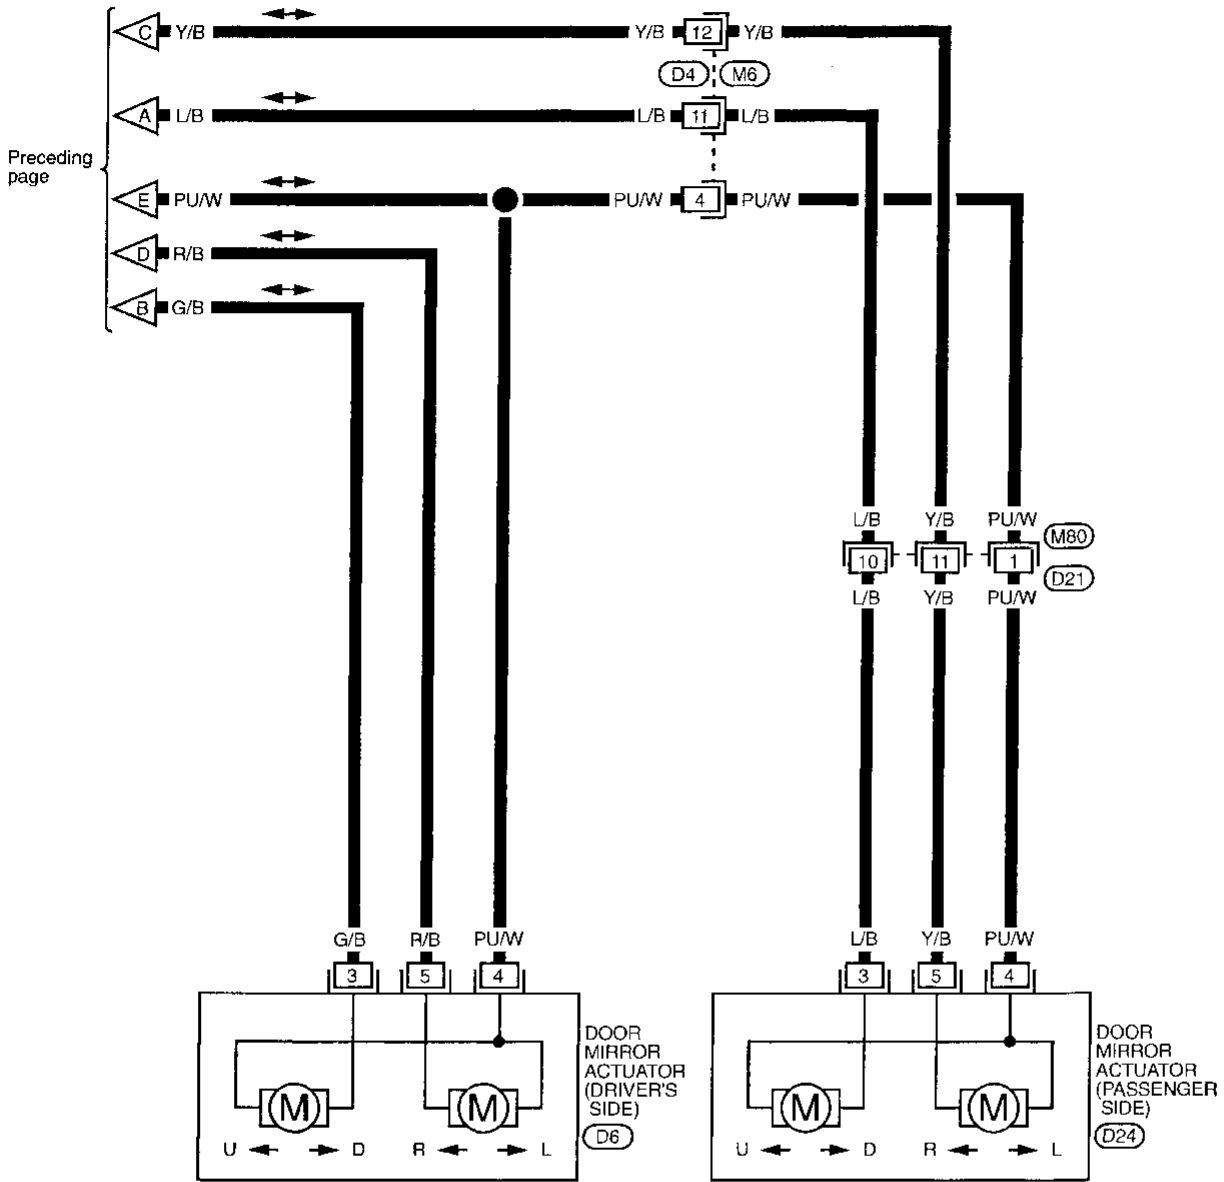 C Y/B Y/B 12 Y/B
D4 M6
A L/B L/B 11 L/B
Preceding
page
E PU/W PU/W 4 PU/W
D R/B
B G/B
L/B Y/B PU/W
M80
10 11 1
D21
L/B Y/B PU/W
G/B R/B PU/W L/B Y/B PU/W
3 5 4 3 5 4
DOOR
MIRROR
ACTUATOR
(DRIVER'S
SIDE)
D6
DOOR
MIRROR
ACTUATOR
(PASSENGER
SIDE)
D24
M M M M
U D R L U D R L